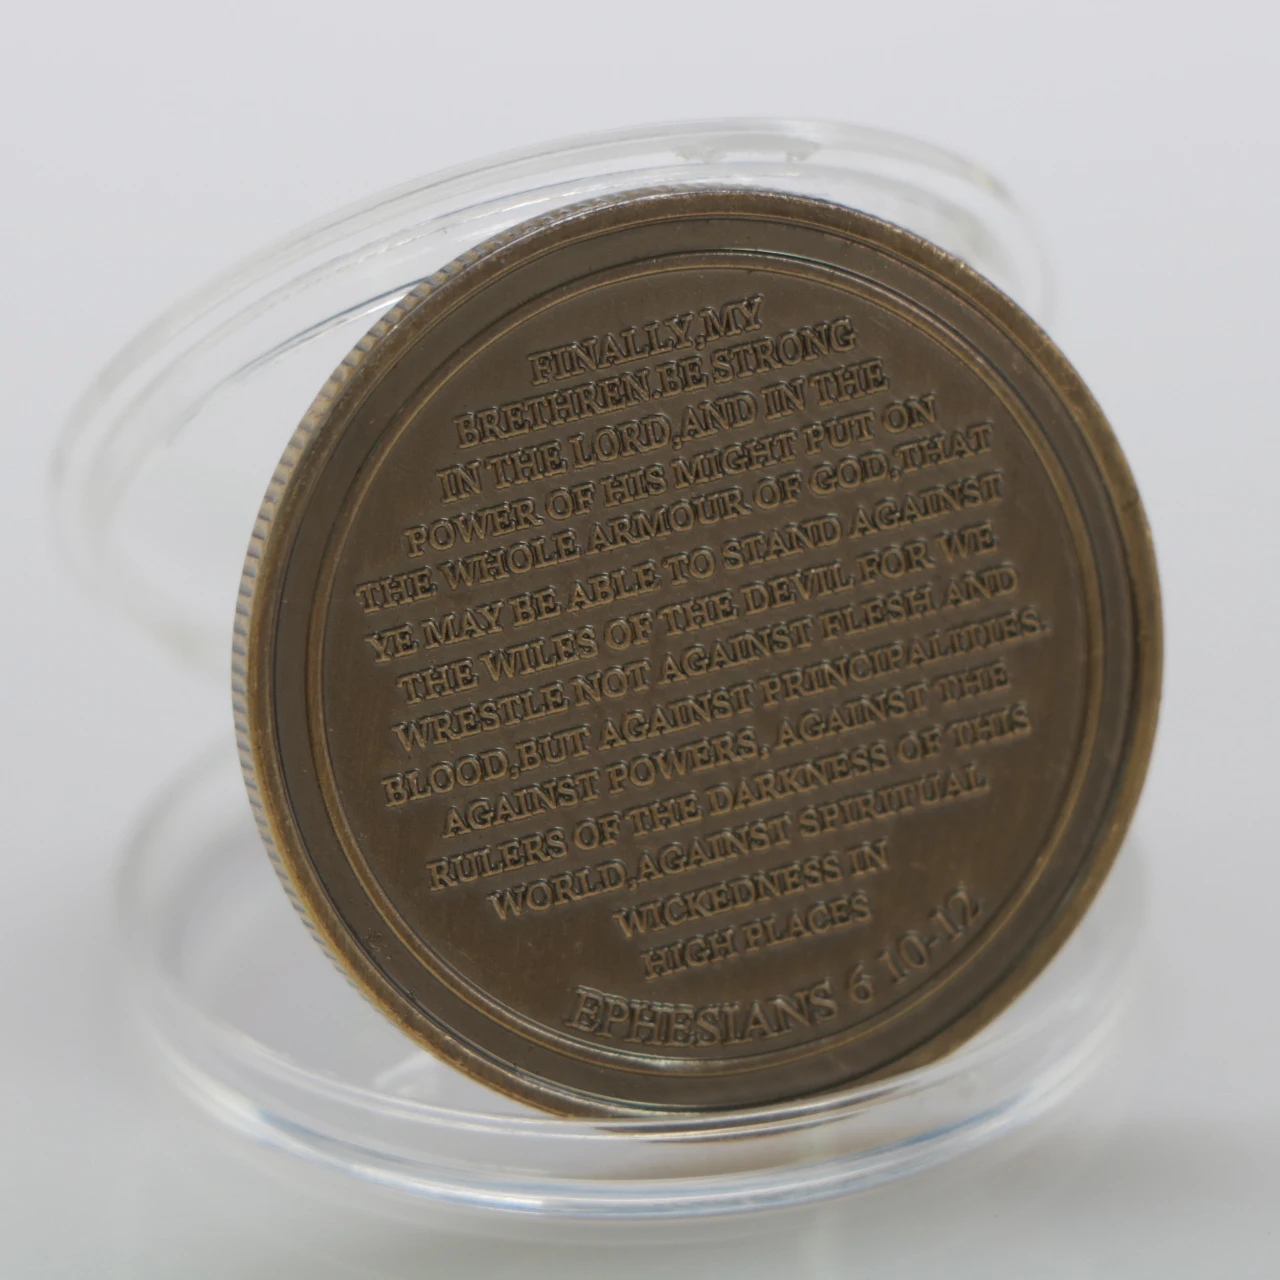 FINALLY,MY
BRETHREN.BE STRONG
IN THE LORD,AND IN THE
POWER OF HIS MIGHT PUT ON
THE WHOLE ARMOUR OF GOD,THAT
YE MAY BE ABLE TO STAND AGAINST
THE WILES OF THE DEVIL FOR WE
WRESTLE NOT AGAINST FLESH AND
BLOOD,BUT AGAINST PRINCIPALIDIES.
AGAINST POWERS, AGAINST THE
RULERS OF THE DARKNESS OF THIS
WORLD,AGAINST SPIRITUAL
WICKEDNESS IN
HIGH PLACES
EPHESIANS 6 10-12